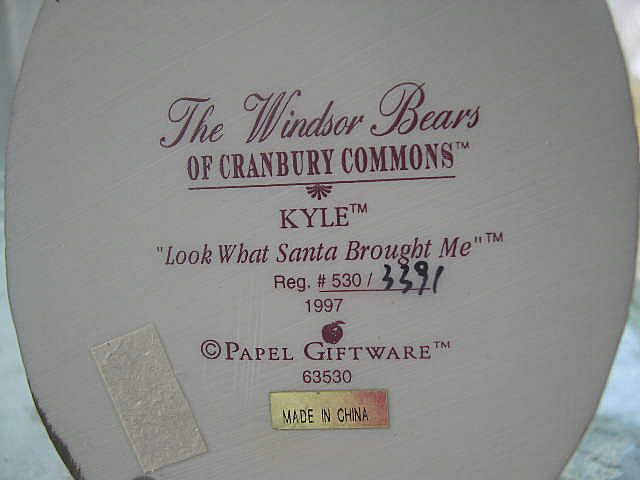 The Windsor Bears
OF CRANBURY COMMONS™
KYLE™
"Look What Santa Brought Me"™
Reg. # 530 / 3391
1997
©PAPEL GIFTWARE™
63530
MADE IN CHINA